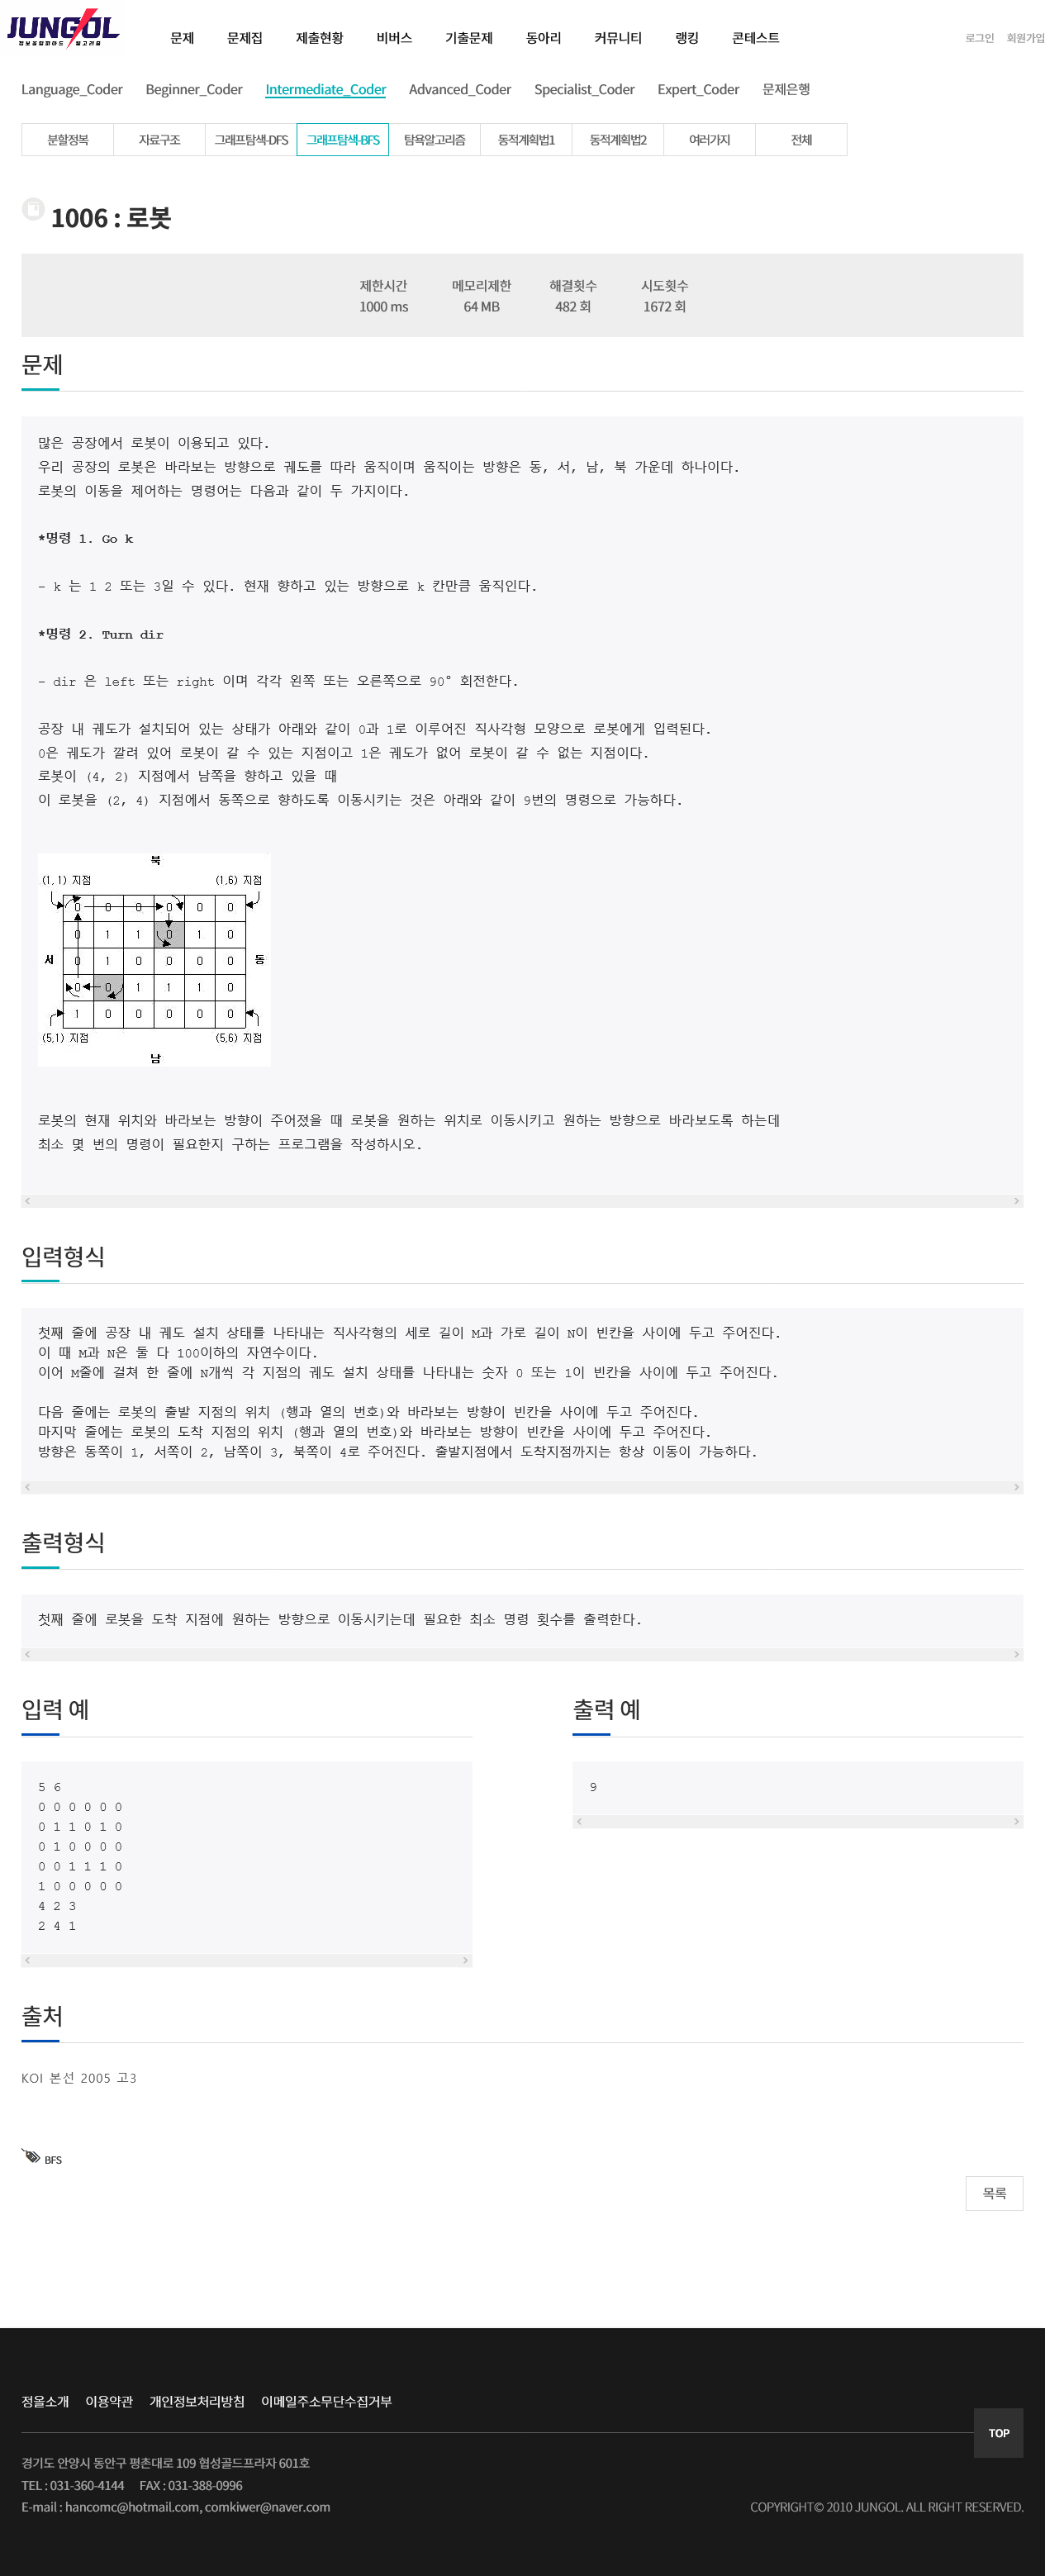 JUNGOL
정보올림피아드 알고리즘
문제 문제집 제출현황 비버스 기출문제 동아리 커뮤니티 랭킹 콘테스트 로그인 회원가입
Language_Coder Beginner_Coder Intermediate_Coder Advanced_Coder Specialist_Coder Expert_Coder 문제은행
분할정복 자료구조 그래프탐색-DFS 그래프탐색-BFS 탐욕알고리즘 동적계획법1 동적계획법2 여러가지 전체
1006 : 로봇
제한시간 메모리제한 해결횟수 시도횟수
1000 ms 64 MB 482 회 1672 회
문제
많은 공장에서 로봇이 이용되고 있다.
우리 공장의 로봇은 바라보는 방향으로 궤도를 따라 움직이며 움직이는 방향은 동, 서, 남, 북 가운데 하나이다.
로봇의 이동을 제어하는 명령어는 다음과 같이 두 가지이다.
*명령 1. Go k
- k 는 1 2 또는 3일 수 있다. 현재 향하고 있는 방향으로 k 칸만큼 움직인다.
*명령 2. Turn dir
- dir 은 left 또는 right 이며 각각 왼쪽 또는 오른쪽으로 90° 회전한다.
공장 내 궤도가 설치되어 있는 상태가 아래와 같이 0과 1로 이루어진 직사각형 모양으로 로봇에게 입력된다.
0은 궤도가 깔려 있어 로봇이 갈 수 있는 지점이고 1은 궤도가 없어 로봇이 갈 수 없는 지점이다.
로봇이 (4, 2) 지점에서 남쪽을 향하고 있을 때
이 로봇을 (2, 4) 지점에서 동쪽으로 향하도록 이동시키는 것은 아래와 같이 9번의 명령으로 가능하다.
북
(1,1) 지점 (1,6) 지점
0 0 0 0 0 0
0 1 1 0 1 0
서 0 1 0 0 0 0 동
0 0 1 1 1 0
1 0 0 0 0 0
(5,1) 지점 (5,6) 지점
남
로봇의 현재 위치와 바라보는 방향이 주어졌을 때 로봇을 원하는 위치로 이동시키고 원하는 방향으로 바라보도록 하는데
최소 몇 번의 명령이 필요한지 구하는 프로그램을 작성하시오.
입력형식
첫째 줄에 공장 내 궤도 설치 상태를 나타내는 직사각형의 세로 길이 M과 가로 길이 N이 빈칸을 사이에 두고 주어진다.
이 때 M과 N은 둘 다 100이하의 자연수이다.
이어 M줄에 걸쳐 한 줄에 N개씩 각 지점의 궤도 설치 상태를 나타내는 숫자 0 또는 1이 빈칸을 사이에 두고 주어진다.
다음 줄에는 로봇의 출발 지점의 위치 (행과 열의 번호)와 바라보는 방향이 빈칸을 사이에 두고 주어진다.
마지막 줄에는 로봇의 도착 지점의 위치 (행과 열의 번호)와 바라보는 방향이 빈칸을 사이에 두고 주어진다.
방향은 동쪽이 1, 서쪽이 2, 남쪽이 3, 북쪽이 4로 주어진다. 출발지점에서 도착지점까지는 항상 이동이 가능하다.
출력형식
첫째 줄에 로봇을 도착 지점에 원하는 방향으로 이동시키는데 필요한 최소 명령 횟수를 출력한다.
입력 예
5 6
0 0 0 0 0 0
0 1 1 0 1 0
0 1 0 0 0 0
0 0 1 1 1 0
1 0 0 0 0 0
4 2 3
2 4 1
출력 예
9
출처
KOI 본선 2005 고3
BFS
목록
정올소개 이용약관 개인정보처리방침 이메일주소무단수집거부
TOP
경기도 안양시 동안구 평촌대로 109 협성골드프라자 601호
TEL : 031-360-4144 FAX : 031-388-0996
E-mail : hancomc@hotmail.com, comkiwer@naver.com COPYRIGHT© 2010 JUNGOL. ALL RIGHT RESERVED.